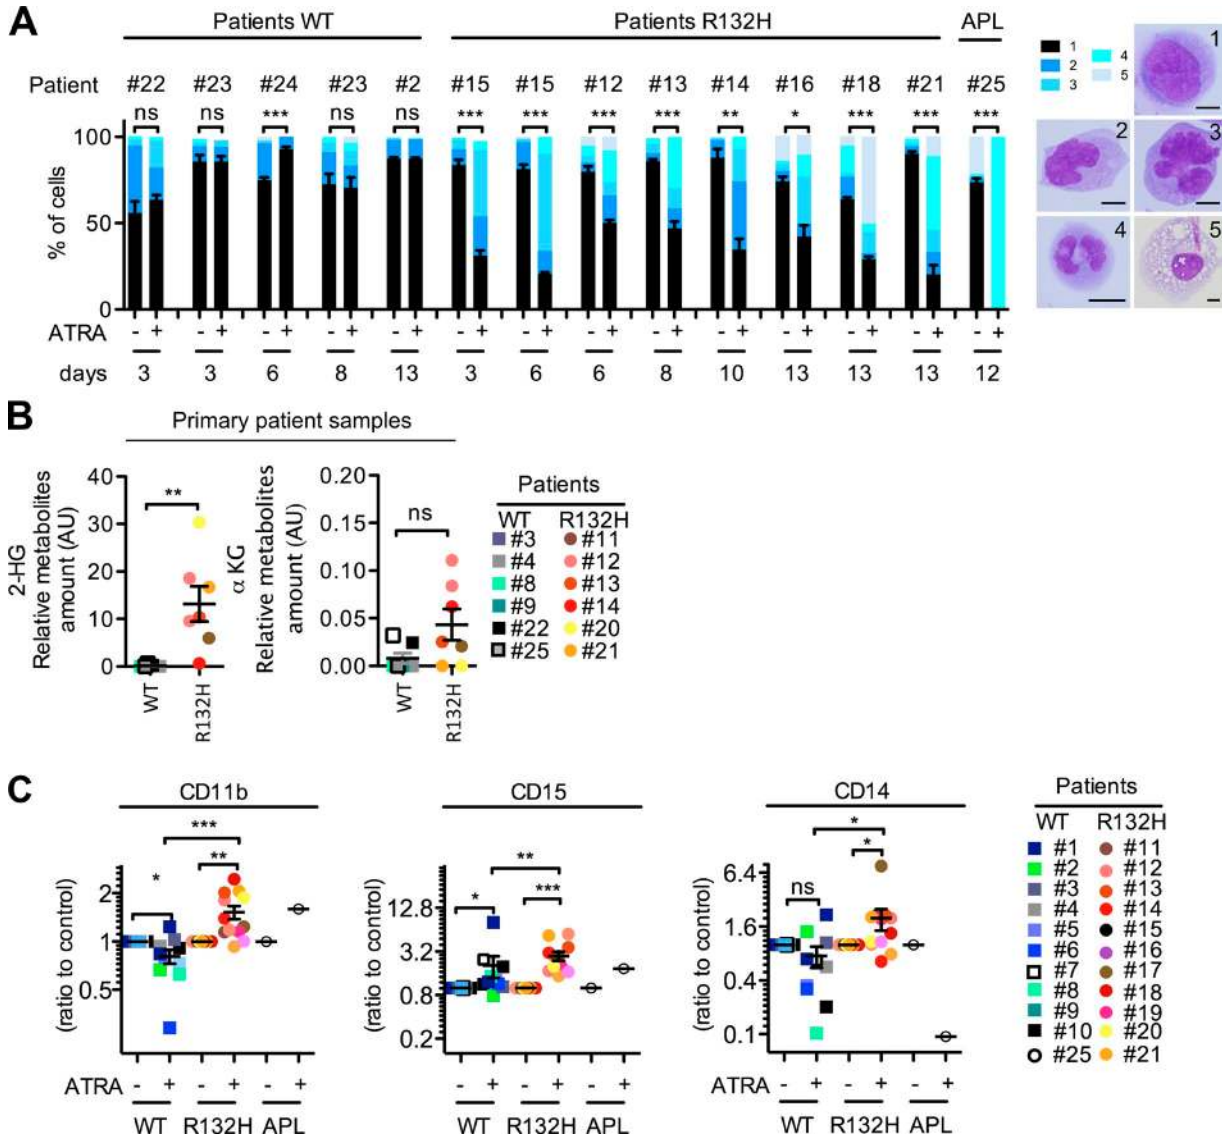 A
Patients WT Patients R132H APL
Patient #22 #23 #24 #23 #2 #15 #15 #12 #13 #14 #16 #18 #21 #25
ns ns *** ns ns *** *** *** *** ** * *** *** ***
1 2 3 4 5
1
2 3
4 5
% of cells
100
50
0
ATRA - + - + - + - + - + - + - + - + - + - + - + - + - + - +
days 3 3 6 8 13 3 6 6 8 10 13 13 13 12
B
Primary patient samples
2-HG
Relative metabolites
amount (AU)
40
30
20
10
0
**
WT R132H
α KG
Relative metabolites
amount (AU)
0.20
0.15
0.10
0.05
0.00
ns
WT R132H
Patients
WT R132H
#3 #11
#4 #12
#8 #13
#9 #14
#22 #20
#25 #21
C
CD11b
(ratio to control)
2
1
0.5
*
**
***
ATRA - + - + - +
WT R132H APL
CD15
(ratio to control)
12.8
3.2
0.8
0.2
*
***
**
- + - + - +
WT R132H APL
CD14
(ratio to control)
6.4
1.6
0.4
0.1
ns
*
*
ATRA - + - + - +
WT R132H APL
Patients
WT R132H
#1 #11
#2 #12
#3 #13
#4 #14
#5 #15
#6 #16
#7 #17
#8 #18
#9 #19
#10 #20
#25 #21